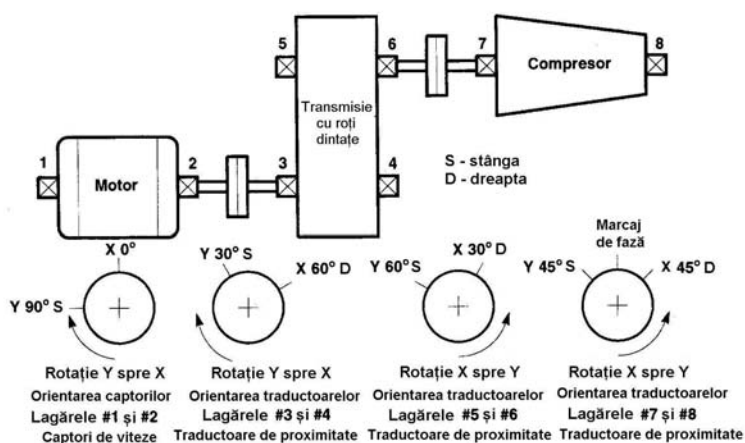 5
6
7
8
Compresor
Transmisie
cu roți
dințate
S - stânga
D - dreapta
1
2
3
4
Motor
X 0°
Y 90° S
Rotație Y spre X
Orientarea captorilor
Lagărele #1 și #2
Captori de viteze
Y 30° S
X 60° D
Rotație Y spre X
Orientarea traductoarelor
Lagărele #3 și #4
Traductoare de proximitate
Y 60° S
X 30° D
Rotație X spre Y
Orientarea traductoarelor
Lagărele #5 și #6
Traductoare de proximitate
Marcaj
de fază
Y 45° S
X 45° D
Rotație X spre Y
Orientarea traductoarelor
Lagărele #7 și #8
Traductoare de proximitate